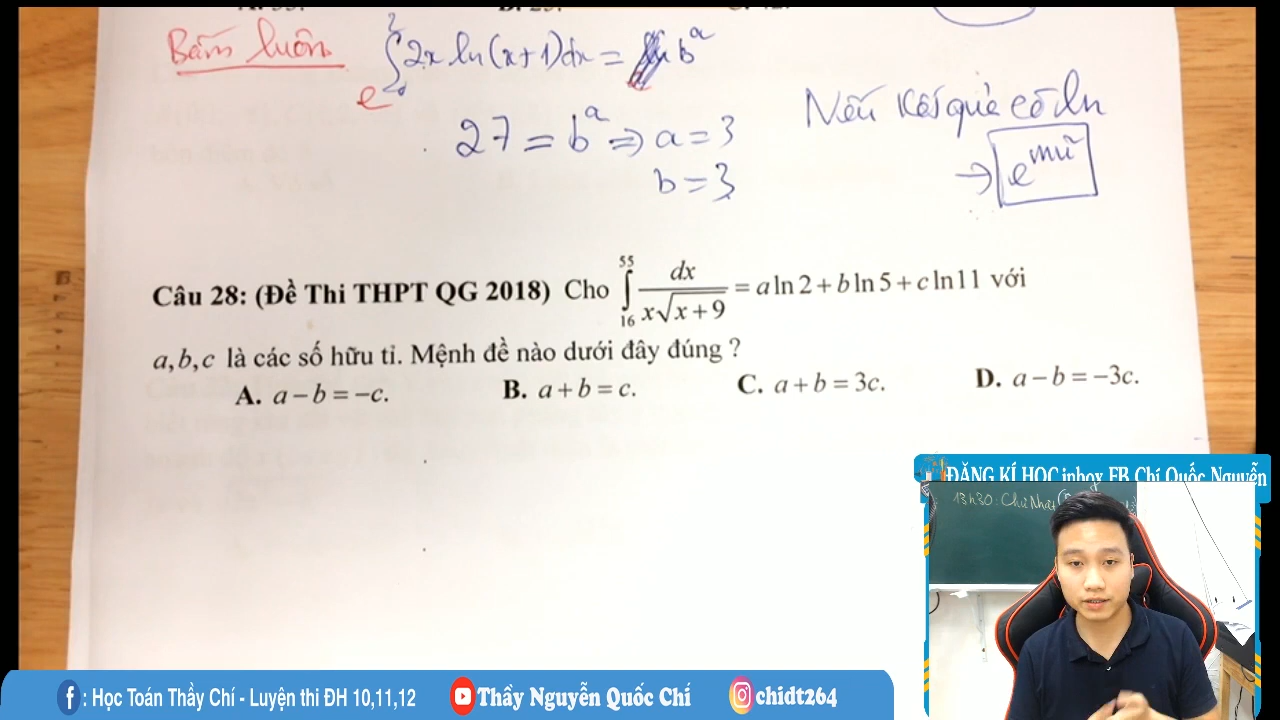 Bấm luôn ∫ 2x ln(x+1)dx = b^a
e
27 = b^a ⇒ a = 3
b = 3
Nếu kết quả có ln
→ e^mũ
Câu 28: (Đề Thi THPT QG 2018) Cho ∫_16^55 dx/(x√(x+9)) = a ln 2 + b ln 5 + c ln 11 với
a, b, c là các số hữu tỉ. Mệnh đề nào dưới đây đúng ?
A. a − b = −c. B. a + b = c. C. a + b = 3c. D. a − b = −3c.
ĐĂNG KÍ HỌC inbox FB Chí Quốc Nguyễn
13h30: Chủ Nhật
: Học Toán Thầy Chí - Luyện thi ĐH 10,11,12
Thầy Nguyễn Quốc Chí
chidt264